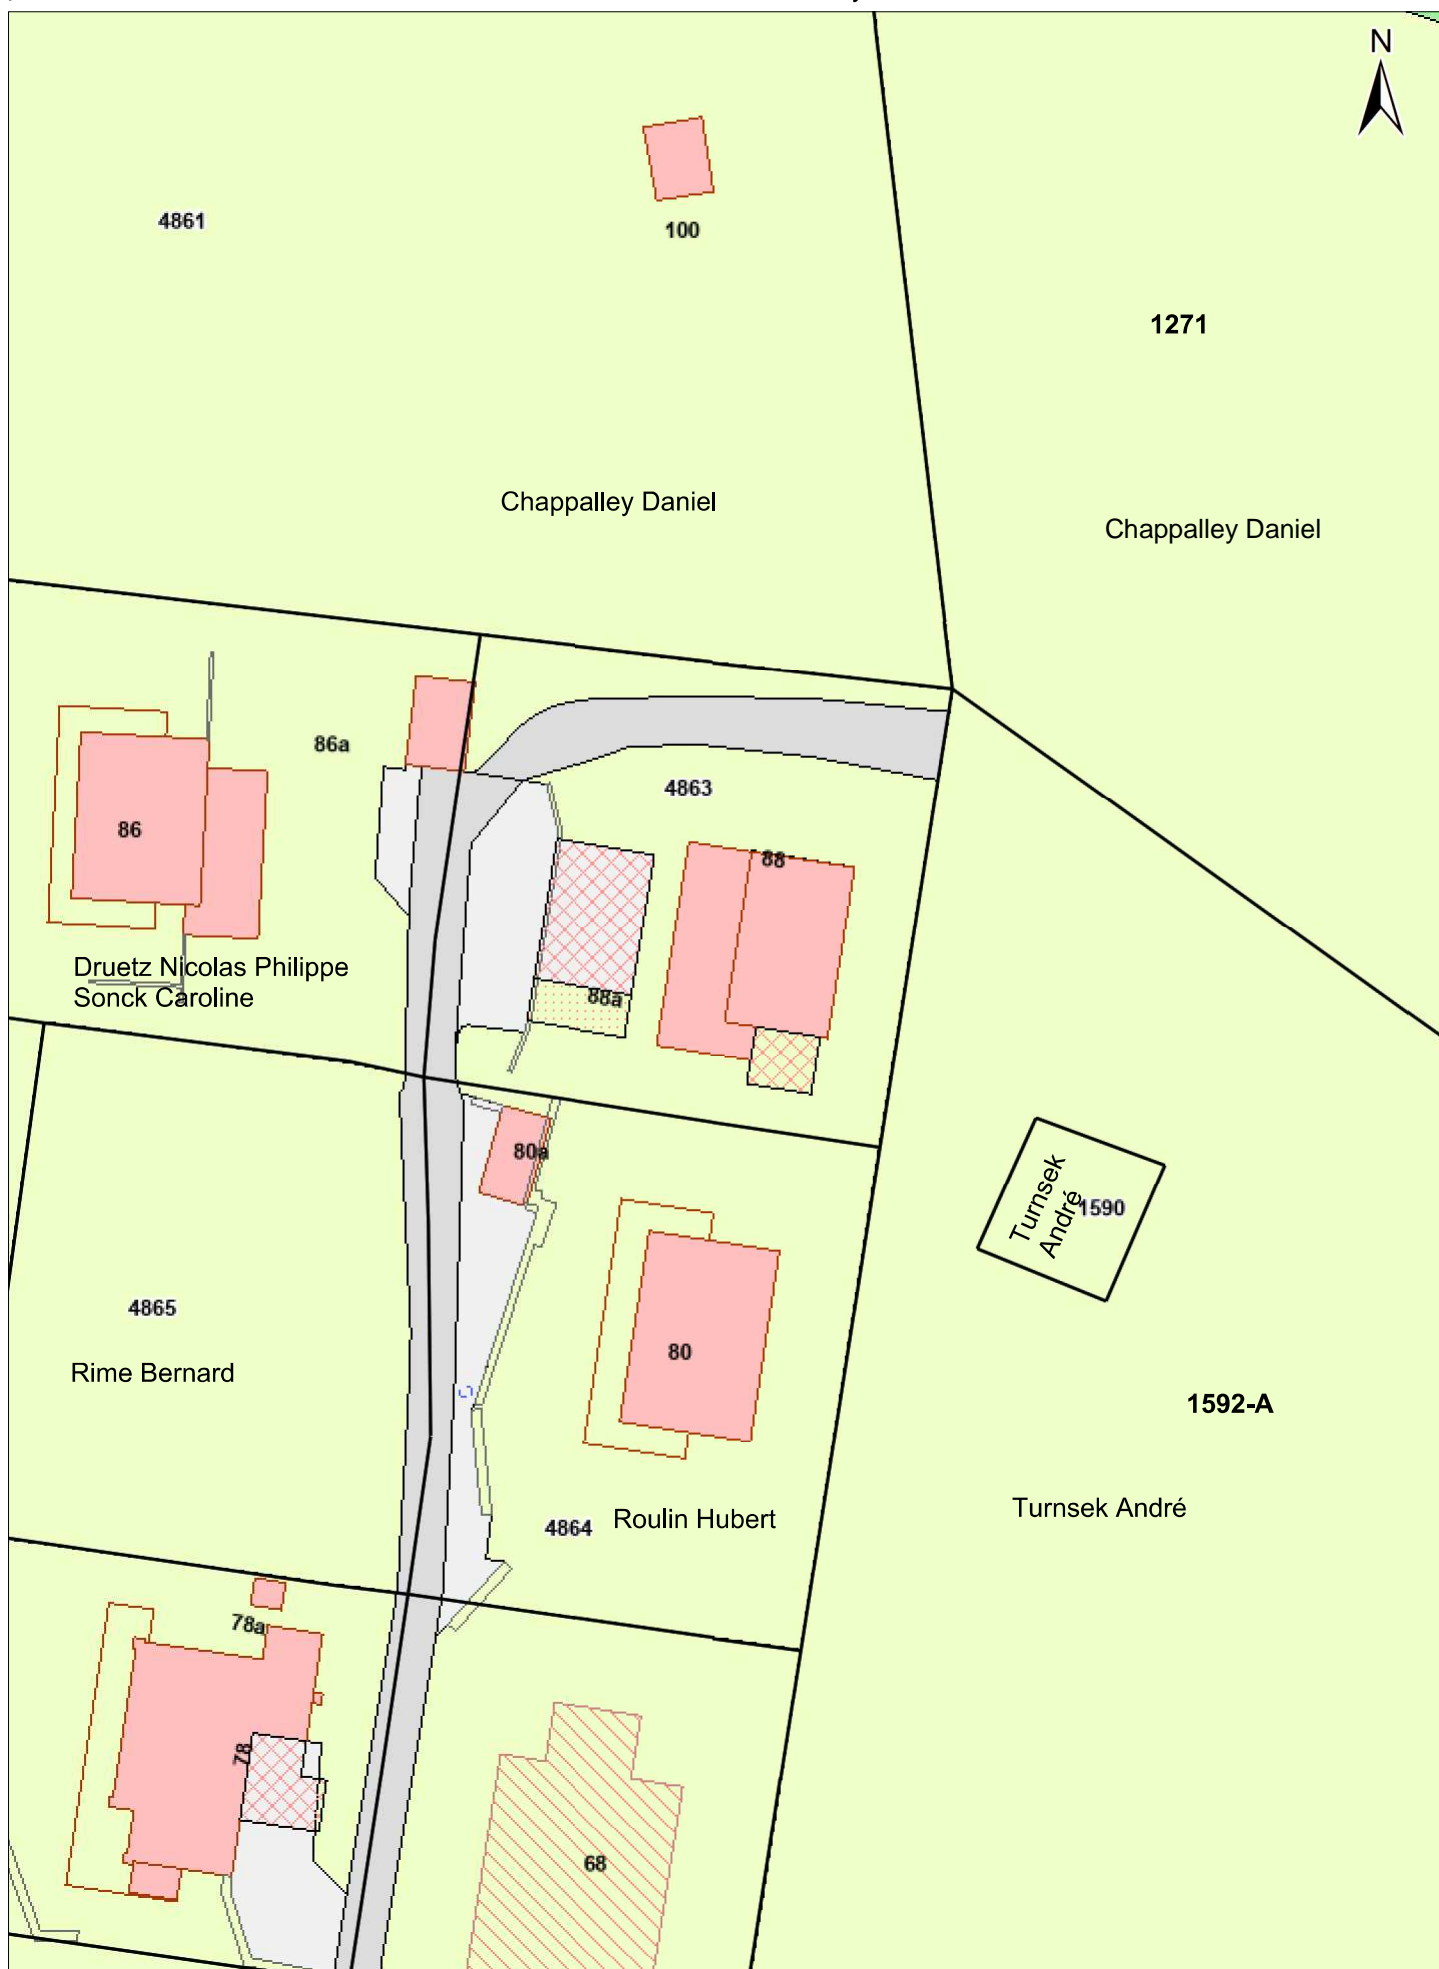 N
4861
100
1271
Chappalley Daniel
Chappalley Daniel
86a
4863
86
88
Druetz Nicolas Philippe
Sonck Caroline
88a
80a
Turnsek
André
1590
4865
80
Rime Bernard
1592-A
Turnsek André
4864
Roulin Hubert
78a
78
68